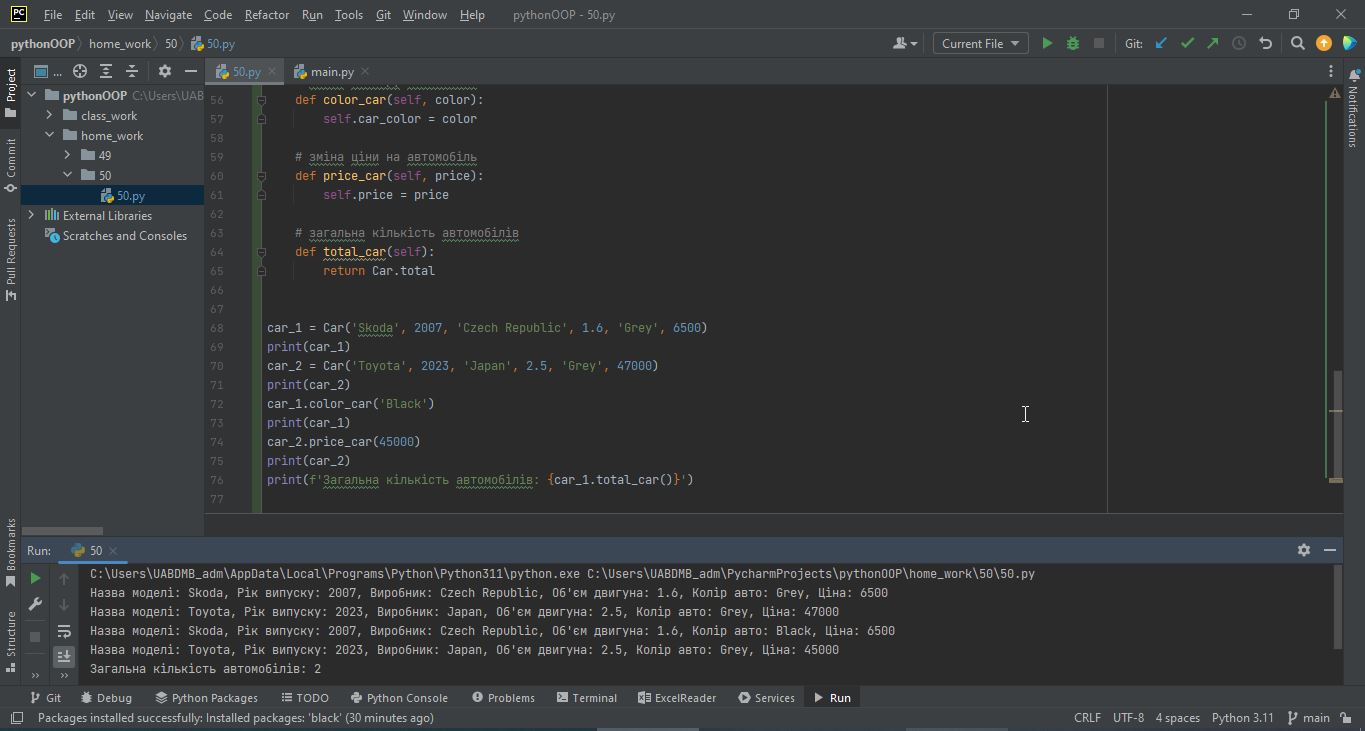 PC File Edit View Navigate Code Refactor Run Tools Git Window Help pythonOOP - 50.py
pythonOOP home_work 50 50.py Current File Git:
... 50.py main.py
Project
Commit
Pull Requests
Bookmarks
Structure
Notifications
pythonOOP C:\Users\UAB
class_work
home_work
49
50
50.py
External Libraries
Scratches and Consoles
56 def color_car(self, color):
57 self.car_color = color
58
59 # зміна ціни на автомобіль
60 def price_car(self, price):
61 self.price = price
62
63 # загальна кількість автомобілів
64 def total_car(self):
65 return Car.total
66
67
68 car_1 = Car('Skoda', 2007, 'Czech Republic', 1.6, 'Grey', 6500)
69 print(car_1)
70 car_2 = Car('Toyota', 2023, 'Japan', 2.5, 'Grey', 47000)
71 print(car_2)
72 car_1.color_car('Black')
73 print(car_1)
74 car_2.price_car(45000)
75 print(car_2)
76 print(f'Загальна кількість автомобілів: {car_1.total_car()}')
77
Run: 50
C:\Users\UABDMB_adm\AppData\Local\Programs\Python\Python311\python.exe C:\Users\UABDMB_adm\PycharmProjects\pythonOOP\home_work\50\50.py
Назва моделі: Skoda, Рік випуску: 2007, Виробник: Czech Republic, Об'єм двигуна: 1.6, Колір авто: Grey, Ціна: 6500
Назва моделі: Toyota, Рік випуску: 2023, Виробник: Japan, Об'єм двигуна: 2.5, Колір авто: Grey, Ціна: 47000
Назва моделі: Skoda, Рік випуску: 2007, Виробник: Czech Republic, Об'єм двигуна: 1.6, Колір авто: Black, Ціна: 6500
Назва моделі: Toyota, Рік випуску: 2023, Виробник: Japan, Об'єм двигуна: 2.5, Колір авто: Grey, Ціна: 45000
Загальна кількість автомобілів: 2
Git Debug Python Packages TODO Python Console Problems Terminal ExcelReader Services Run
Packages installed successfully: Installed packages: 'black' (30 minutes ago) CRLF UTF-8 4 spaces Python 3.11 main